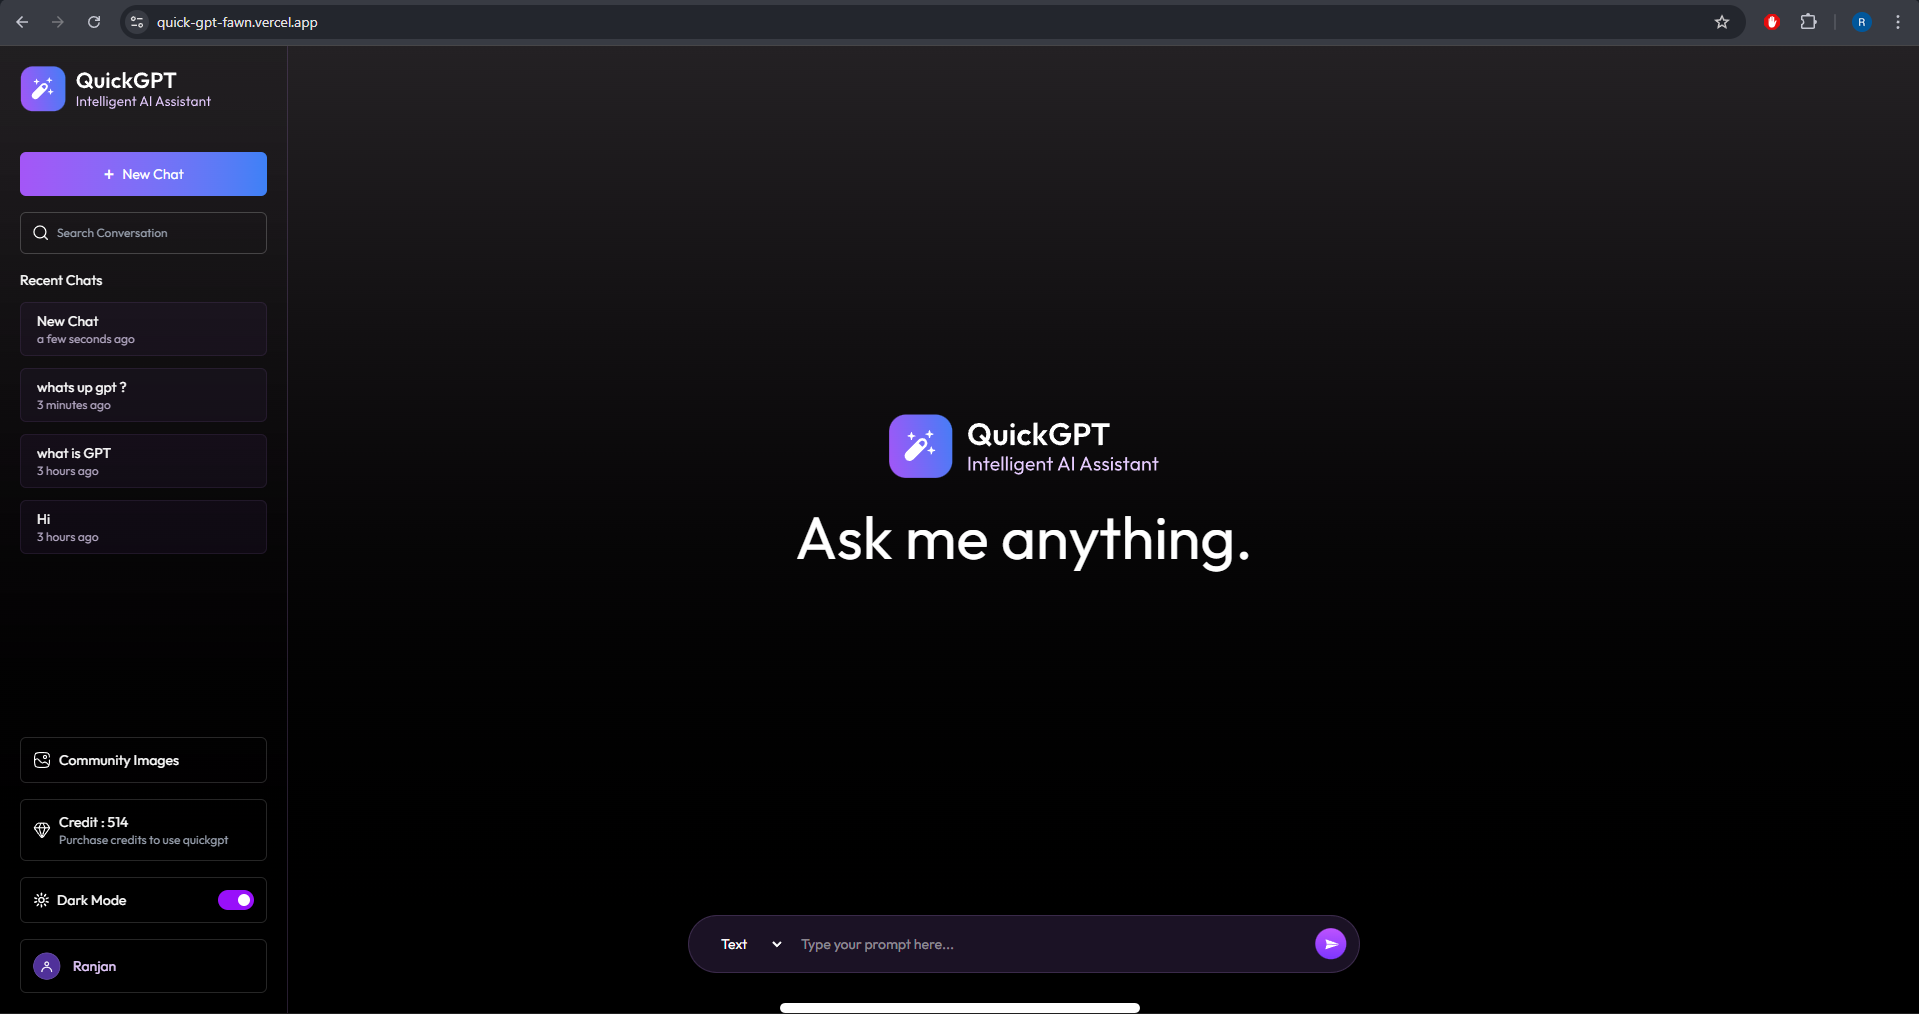 quick-gpt-fawn.vercel.app
R
QuickGPT
Intelligent AI Assistant
+ New Chat
Search Conversation
Recent Chats
New Chat
a few seconds ago
whats up gpt ?
3 minutes ago
what is GPT
3 hours ago
Hi
3 hours ago
Community Images
Credit : 514
Purchase credits to use quickgpt
Dark Mode
Ranjan
QuickGPT
Intelligent AI Assistant
Ask me anything.
Text
Type your prompt here...